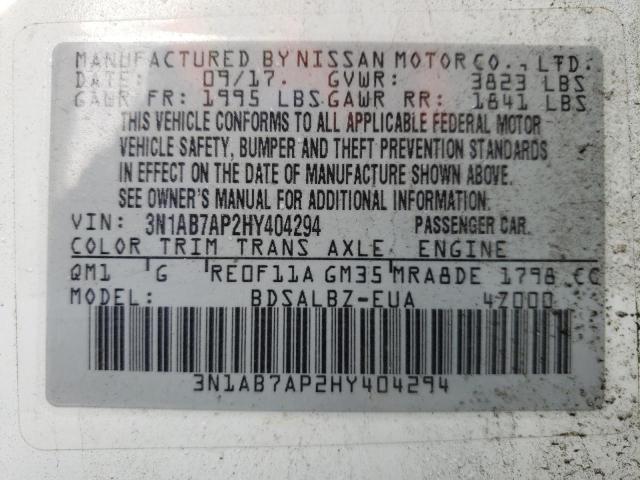 MANUFACTURED BY NISSAN MOTOR CO., LTD.
DATE: 09/17. GVWR: 3823 LBS
GAWR FR: 1995 LBS GAWR RR: 1841 LBS
THIS VEHICLE CONFORMS TO ALL APPLICABLE FEDERAL MOTOR
VEHICLE SAFETY, BUMPER AND THEFT PREVENTION STANDARDS
IN EFFECT ON THE DATE OF MANUFACTURE SHOWN ABOVE.
SEE OWNER'S MANUAL FOR ADDITIONAL INFORMATION.
VIN: 3N1AB7AP2HY404294 PASSENGER CAR.
COLOR TRIM TRANS AXLE ENGINE
QM1 G RE0F11A GM35 MRA8DE 1798 CC
BDSALBZ-EUA 47000
3N1AB7AP2HY404294